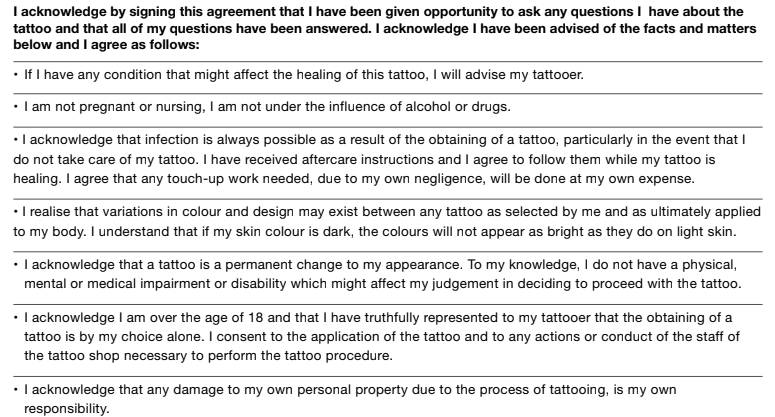 I acknowledge by signing this agreement that I have been given opportunity to ask any questions I  have about the
tattoo and that all of my questions have been answered. I acknowledge I have been advised of the facts and matters
below and I agree as follows:
• If I have any condition that might affect the healing of this tattoo, I will advise my tattooer.
• I am not pregnant or nursing, I am not under the influence of alcohol or drugs.
• I acknowledge that infection is always possible as a result of the obtaining of a tattoo, particularly in the event that I
do not take care of my tattoo. I have received aftercare instructions and I agree to follow them while my tattoo is
healing. I agree that any touch-up work needed, due to my own negligence, will be done at my own expense.
• I realise that variations in colour and design may exist between any tattoo as selected by me and as ultimately applied
to my body. I understand that if my skin colour is dark, the colours will not appear as bright as they do on light skin.
• I acknowledge that a tattoo is a permanent change to my appearance. To my knowledge, I do not have a physical,
mental or medical impairment or disability which might affect my judgement in deciding to proceed with the tattoo.
• I acknowledge I am over the age of 18 and that I have truthfully represented to my tattooer that the obtaining of a
tattoo is by my choice alone. I consent to the application of the tattoo and to any actions or conduct of the staff of
the tattoo shop necessary to perform the tattoo procedure.
• I acknowledge that any damage to my own personal property due to the process of tattooing, is my own
responsibility.